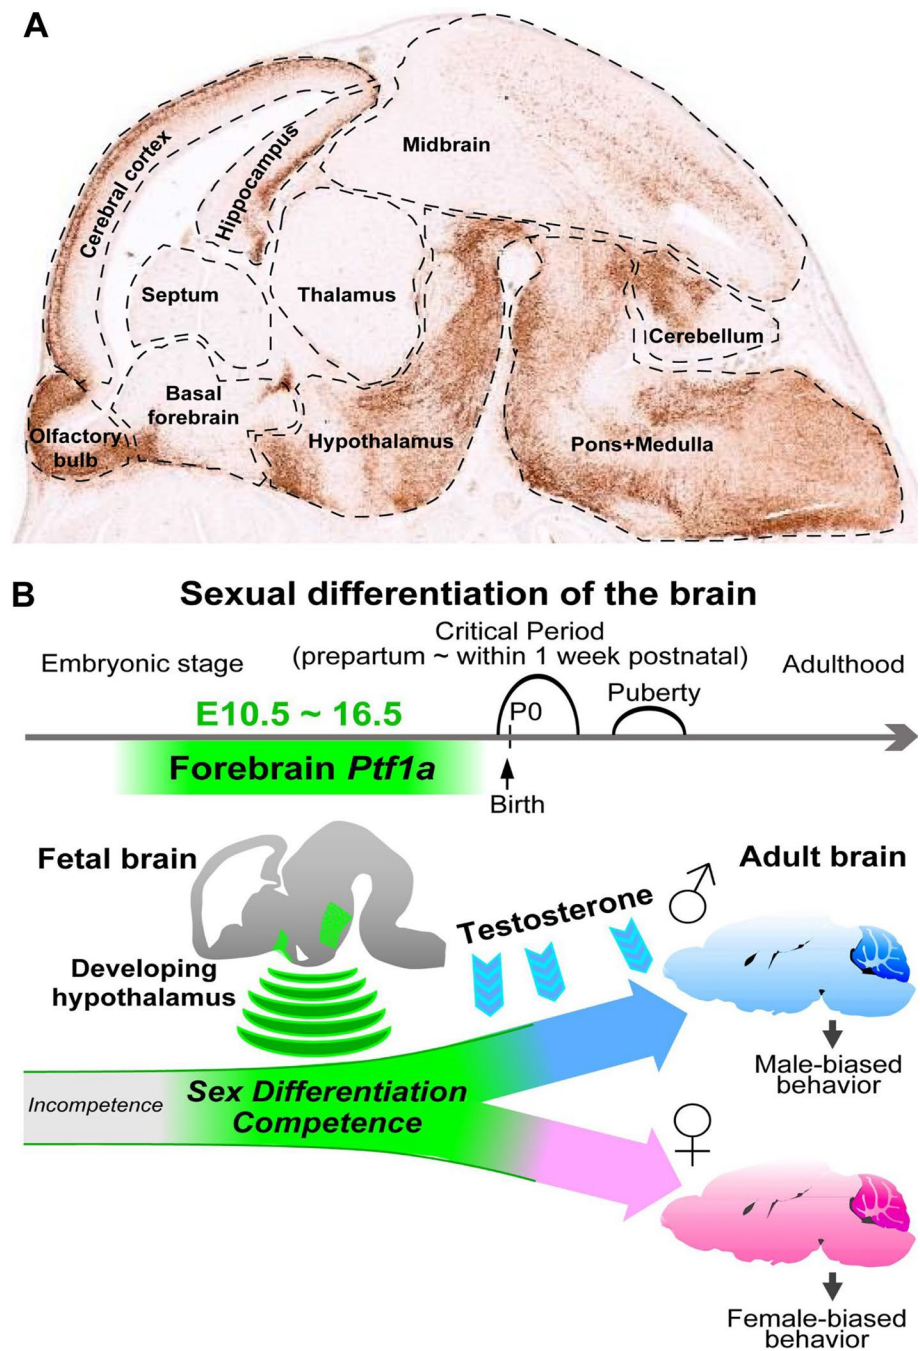 A
Cerebral cortex
Hippocampus
Midbrain
Septum
Thalamus
Cerebellum
Basal
forebrain
Olfactory
bulb
Hypothalamus
Pons+Medulla
B
Sexual differentiation of the brain
Critical Period
(prepartum ~ within 1 week postnatal)
Embryonic stage
Adulthood
E10.5 ~ 16.5
P0
Puberty
Forebrain Ptf1a
Birth
Fetal brain
Adult brain
Testosterone
♂
Developing
hypothalamus
Male-biased
behavior
Incompetence
Sex Differentiation
Competence
♀
Female-biased
behavior